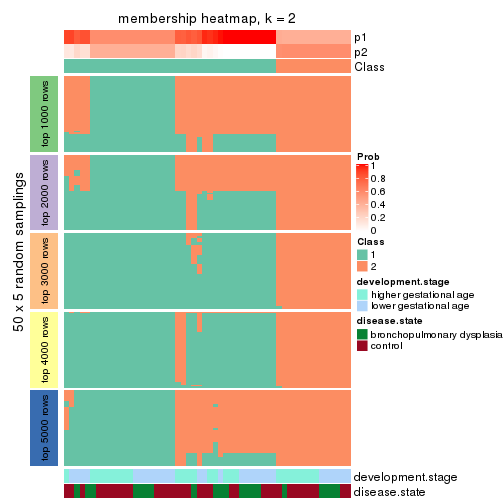 membership heatmap, k = 2
p1
p2
Class
50 x 5 random samplings
top 1000 rows
top 2000 rows
top 3000 rows
top 4000 rows
top 5000 rows
Prob
1
0.8
0.6
0.4
0.2
0
Class
1
2
development.stage
higher gestational age
lower gestational age
disease.state
bronchopulmonary dysplasia
control
development.stage
disease.state